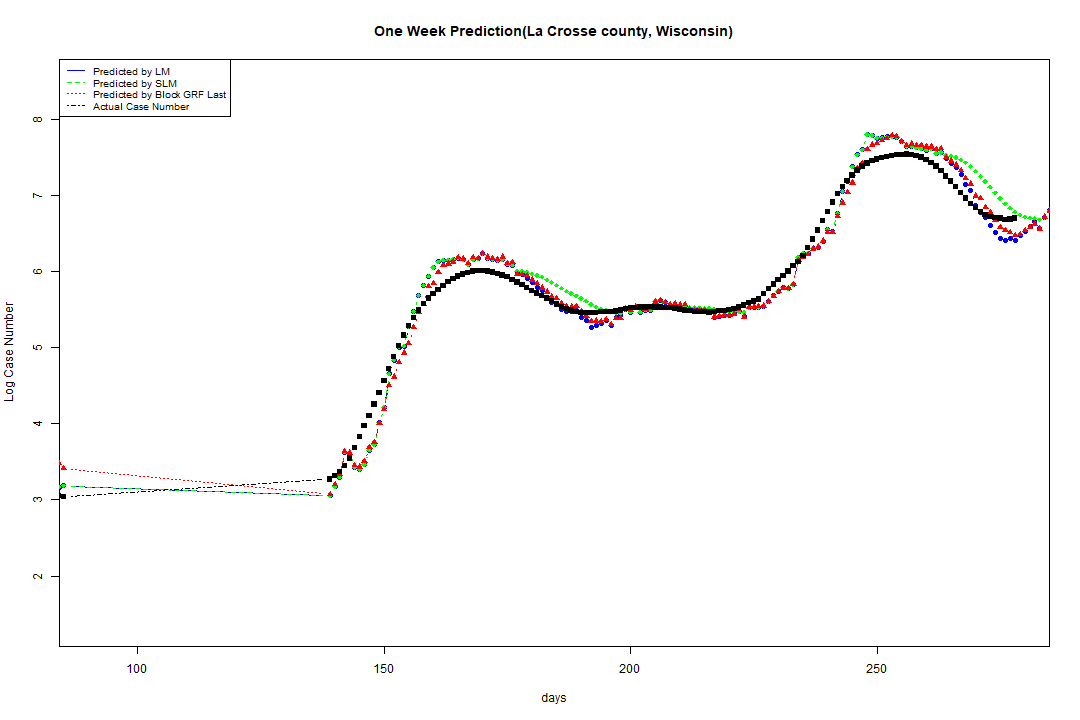 One Week Prediction(La Crosse county, Wisconsin)
Predicted by LM
Predicted by SLM
Predicted by Block GRF Last
Actual Case Number
8
7
6
5
4
3
2
Log Case Number
100 150 200 250
days